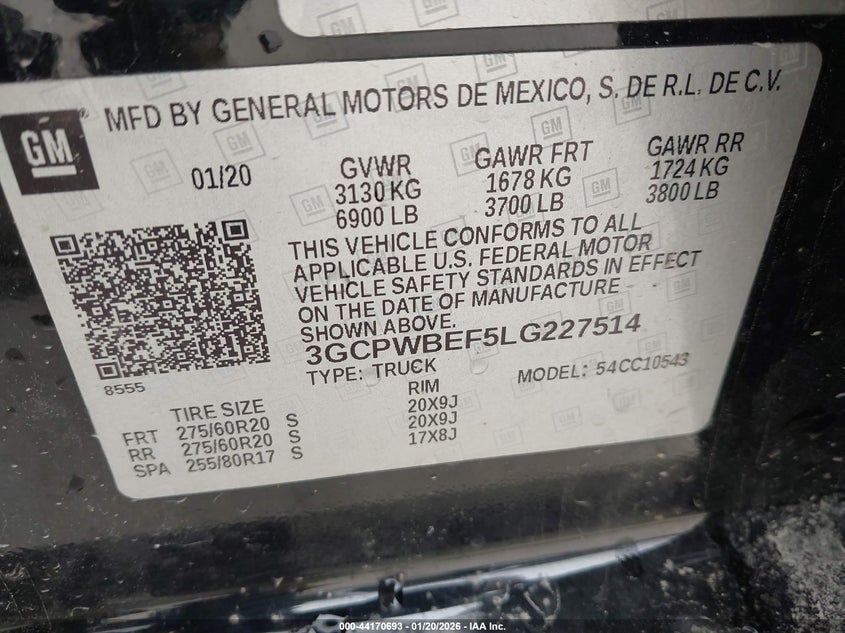 GM
MFD BY GENERAL MOTORS DE MEXICO, S. DE R.L. DE C.V.
01/20
GVWR
3130 KG
6900 LB
GAWR FRT
1678 KG
3700 LB
GAWR RR
1724 KG
3800 LB
THIS VEHICLE CONFORMS TO ALL
APPLICABLE U.S. FEDERAL MOTOR
VEHICLE SAFETY STANDARDS IN EFFECT
ON THE DATE OF MANUFACTURE
SHOWN ABOVE.
3GCPWBEF5LG227514
TYPE: TRUCK
MODEL: 54CC10543
8555
TIRE SIZE RIM
FRT 275/60R20 S 20X9J
RR 275/60R20 S 20X9J
SPA 255/80R17 S 17X8J
000-44170693 - 01/20/2026 - IAA Inc.